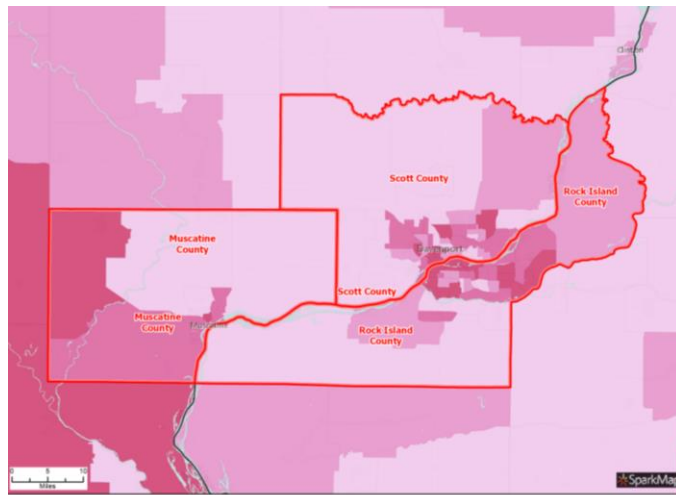 Clinton
Scott County
Rock Island
County
Muscatine
County
Davenport
Scott County
Muscatine
County
Rock Island
County
0 5 10
Miles
SparkMap